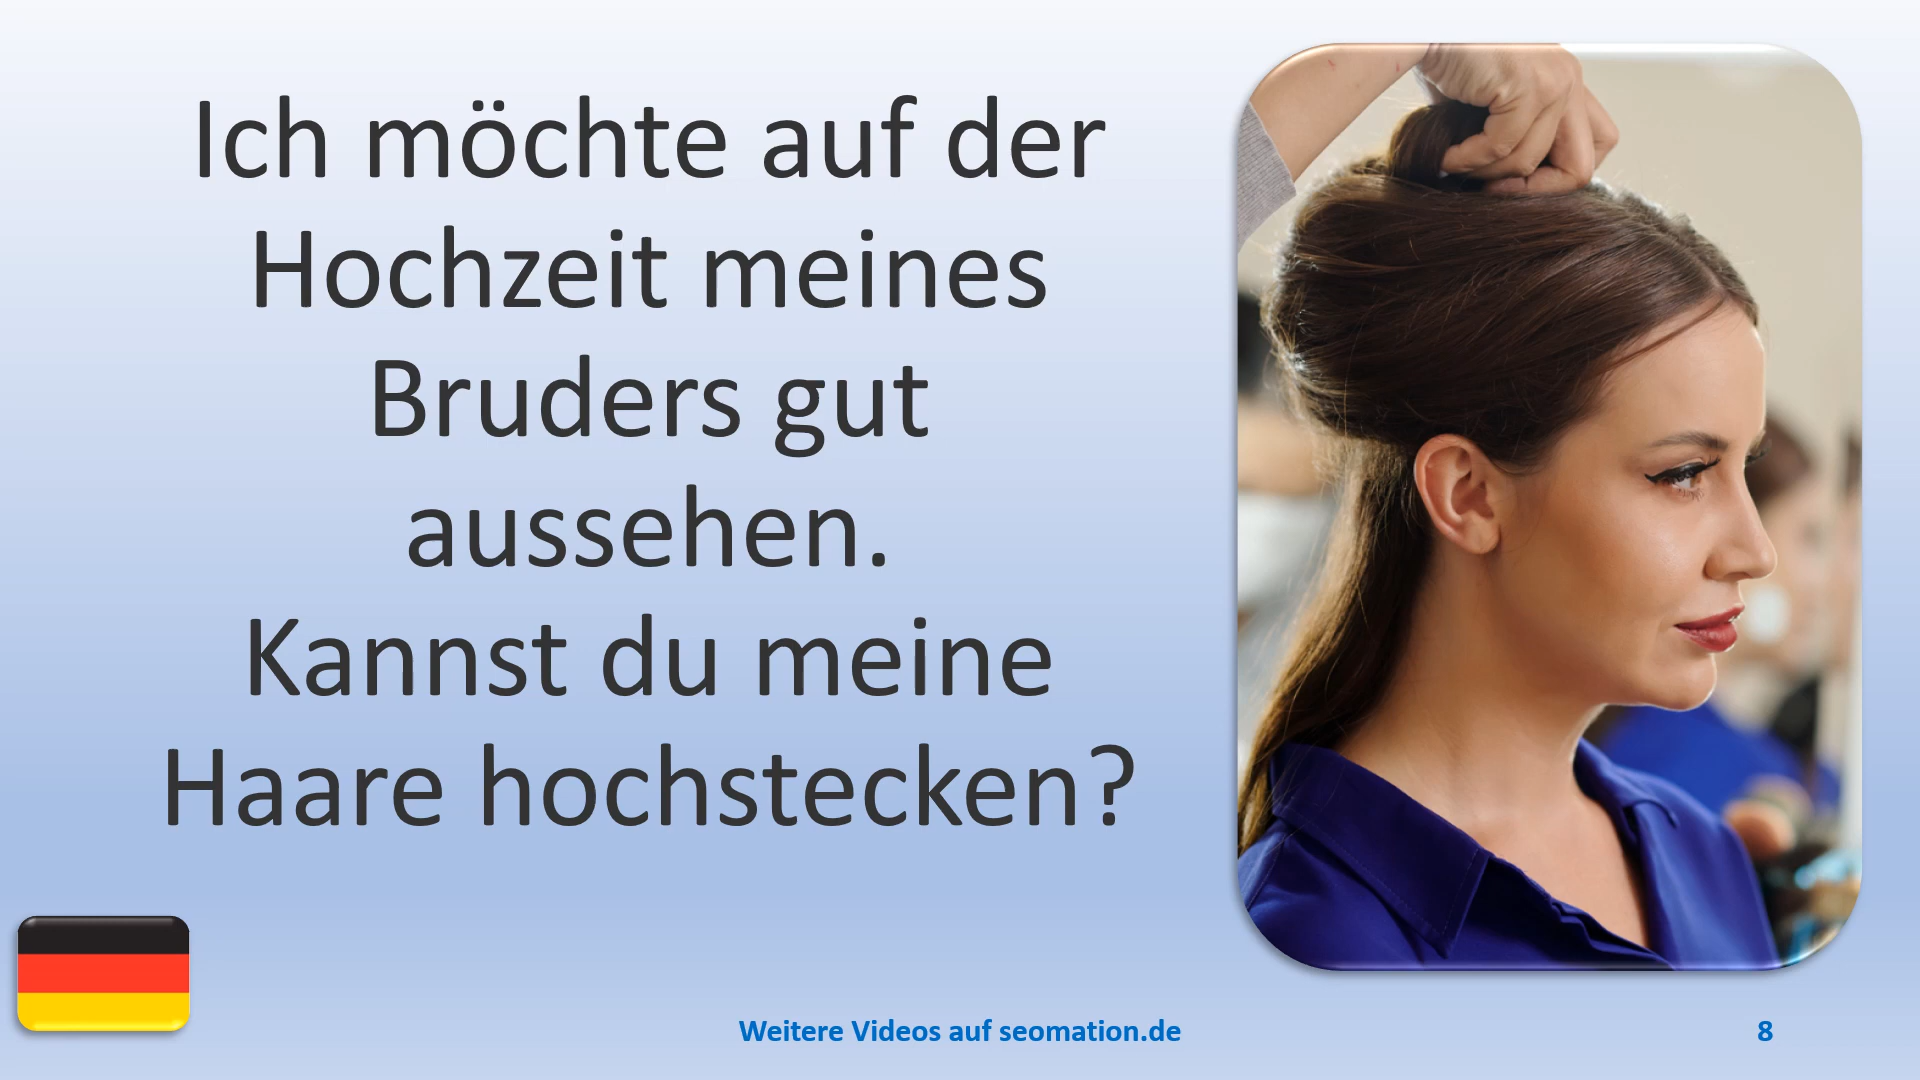 Ich möchte auf der
Hochzeit meines
Bruders gut
aussehen.
Kannst du meine
Haare hochstecken?
Weitere Videos auf seomation.de
8